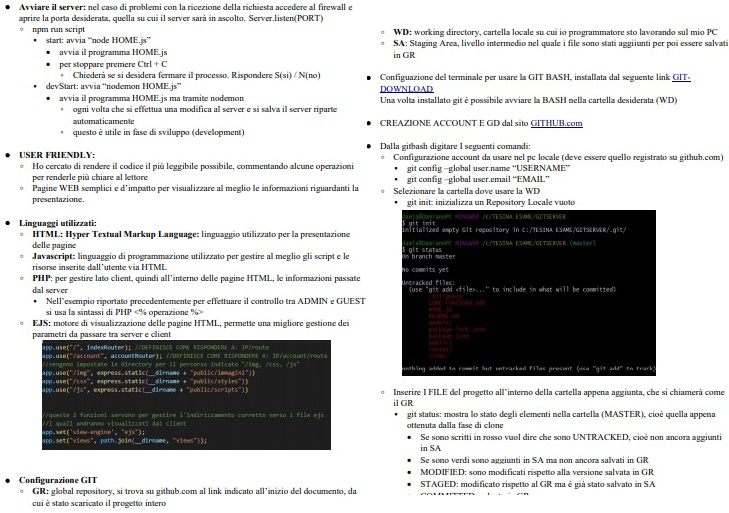 • Avviare il server: nel caso di problemi con la ricezione della richiesta accedere al firewall e
aprire la porta desiderata, quella su cui il server sarà in ascolto. Server.listen(PORT)
◦ npm run script
▪ start: avvia “node HOME.js”
• avvia il programma HOME.js
• per stoppare premere Ctrl + C
◦ Chiederà se si desidera fermare il processo. Rispondere S(si) / N(no)
▪ devStart: avvia “nodemon HOME.js”
• avvia il programma HOME.js ma tramite nodemon
◦ ogni volta che si effettua una modifica al server e si salva il server riparte
automaticamente
◦ questo è utile in fase di sviluppo (development)
• USER FRIENDLY:
◦ Ho cercato di rendere il codice il più leggibile possibile, commentando alcune operazioni
per renderle più chiare al lettore
◦ Pagine WEB semplici e d’impatto per visualizzare al meglio le informazioni riguardanti la
presentazione.
• Linguaggi utilizzati:
◦ HTML: Hyper Textual Markup Language: linguaggio utilizzato per la presentazione
delle pagine
◦ Javascript: linguaggio di programmazione utilizzato per gestire al meglio gli script e le
risorse inserite dall’utente via HTML
◦ PHP: per gestire lato client, quindi all’interno delle pagine HTML, le informazioni passate
dal server
▪ Nell’esempio riportato precedentemente per effettuare il controllo tra ADMIN e GUEST
si usa la sintassi di PHP <% operazione %>
◦ EJS: motore di visualizzazione delle pagine HTML, permette una migliore gestione dei
parametri da passare tra server e client
app.use("/", indexRouter); //DEFINISCE COME RISPONDERE A: IP/route
app.use("/account", accountRouter); //DEFINISCE COME RISPONDERE A: IP/account/route
//vengono impostate le directory per il percorso indicato "/img, /css, /js"
app.use("/img", express.static(__dirname + "public/immagini"))
app.use("/css", express.static(__dirname + "public/styles"))
app.use("/js", express.static(__dirname + "public/scripts"))
//queste 2 funzioni servono per gestire l'indirizzamento corretto verso i file ejs
//i quali andranno visualizzati dal client
app.set('view-engine', "ejs");
app.set("views", path.join(__dirname, "views"));
• Configurazione GIT
◦ GR: global repository, si trova su github.com al link indicato all’inizio del documento, da
cui è stato scaricato il progetto intero
◦ WD: working directory, cartella locale su cui io programmatore sto lavorando sul mio PC
◦ SA: Staging Area, livello intermedio nel quale i file sono stati aggiiunti per poi essere salvati
in GR
• Configuazione del terminale per usare la GIT BASH, installata dal seguente link GIT-
DOWNLOAD
Una volta installato git è possibile avviare la BASH nella cartella desiderata (WD)
• CREAZIONE ACCOUNT E GD dal sito GITHUB.com
• Dalla gitbash digitare I seguenti comandi:
◦ Configurazione account da usare nel pc locale (deve essere quello registrato su github.com)
▪ git config –global user.name “USERNAME”
▪ git config –global user.email “EMAIL”
◦ Selezionare la cartella dove usare la WD
▪ git init: inizializza un Repository Locale vuoto
MINGW64 /c/TESINA ESAME/GITSERVER
$ git init
Initialized empty Git repository in C:/TESINA ESAME/GITSERVER/.git/
MINGW64 /c/TESINA ESAME/GITSERVER (master)
$ git status
On branch master
No commits yet
Untracked files:
(use "git add <file>..." to include in what will be committed)
.gitignore
HOME.js
README.md
package-lock.json
package.json
public/
views/
nothing added to commit but untracked files present (use "git add" to track)
◦ Inserire I FILE del progetto all’interno della cartella appena aggiunta, che si chiamerà come
il GR
▪ git status: mostra lo stato degli elementi nella cartella (MASTER), cioè quella appena
ottenuta dalla fase di clone
• Se sono scritti in rosso vuol dire che sono UNTRACKED, cioè non ancora aggiunti
in SA
• Se sono verdi sono aggiunti in SA ma non ancora salvati in GR
• MODIFIED: sono modificati rispetto alla versione salvata in GR
• STAGED: modificato rispetto al GR ma è già stato salvato in SA